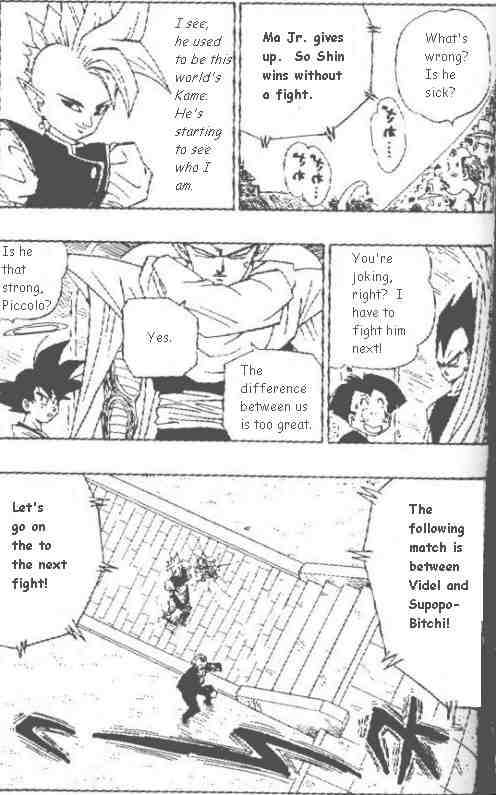 I see,
he used
to be this
world's
Kame.
He's
starting
to see
who I
am.
Ma Jr. gives
up. So Shin
wins without
a fight.
What's
wrong?
Is he
sick?
Is he
that
strong,
Piccolo?
Yes.
The
difference
between us
is too great.
You're
joking,
right? I
have to
fight him
next!
Let's
go on
the to
the next
fight!
The
following
match is
between
Videl and
Supopo-
Bitchi!